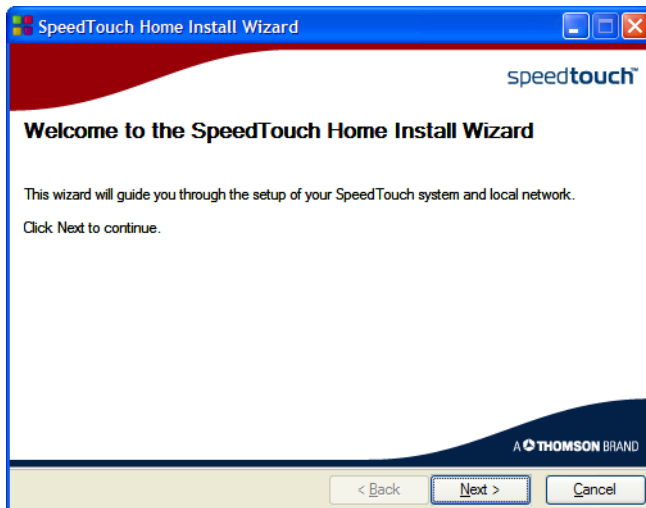 SpeedTouch Home Install Wizard
speedtouch™
Welcome to the SpeedTouch Home Install Wizard
This wizard will guide you through the setup of your SpeedTouch system and local network.
Click Next to continue.
A THOMSON BRAND
< Back Next > Cancel